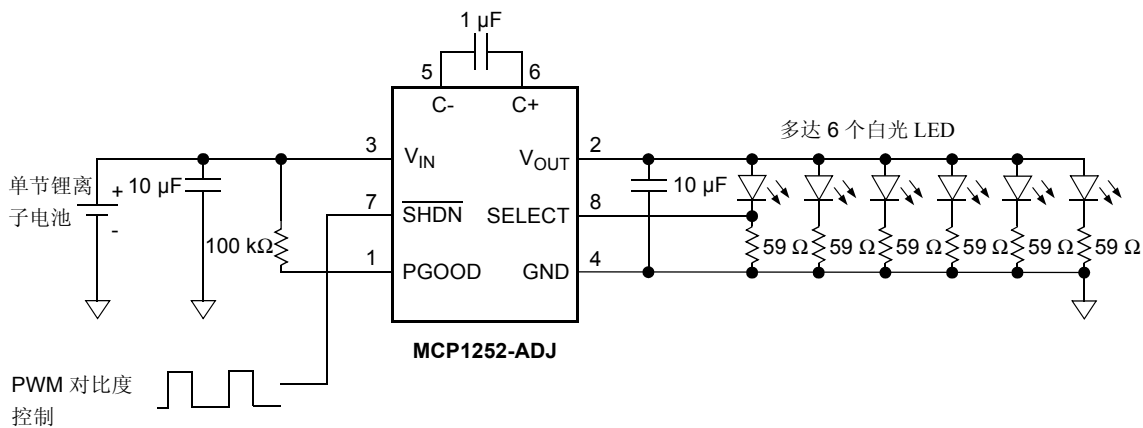 1 µF
5
6
C-
C+
多达 6 个白光 LED
3
VIN
VOUT
2
单节锂离
子电池
+
-
10 µF
10 µF
7
SHDN
SELECT
8
100 kΩ
59 Ω
59 Ω
59 Ω
59 Ω
59 Ω
59 Ω
1
PGOOD
GND
4
MCP1252-ADJ
PWM 对比度
控制